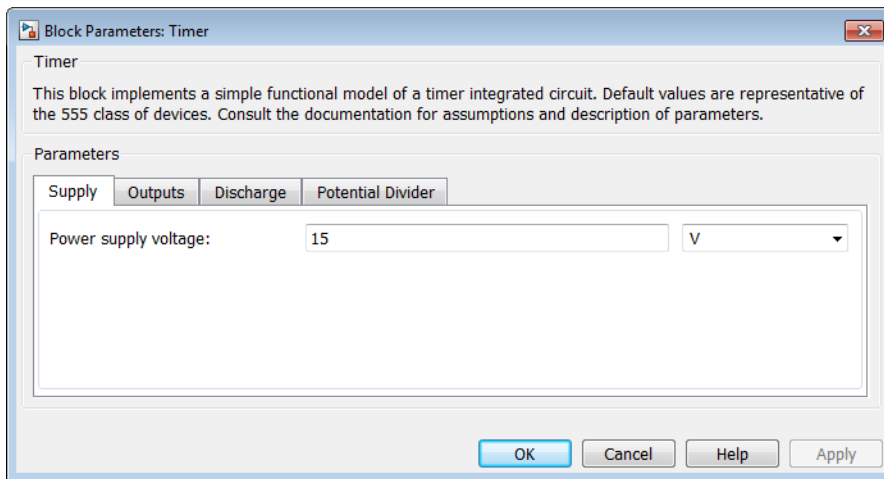 Block Parameters: Timer
Timer
This block implements a simple functional model of a timer integrated circuit. Default values are representative of
the 555 class of devices. Consult the documentation for assumptions and description of parameters.
Parameters
Supply Outputs Discharge Potential Divider
Power supply voltage: 15 V
OK Cancel Help Apply